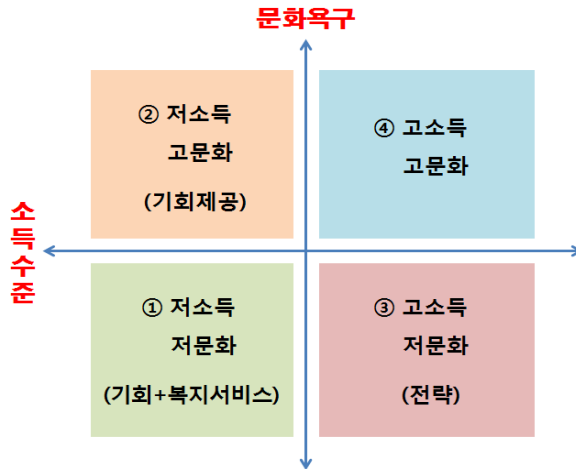 문화욕구
② 저소득
고문화
(기회제공)
④ 고소득
고문화
소득수준
① 저소득
저문화
(기회+복지서비스)
③ 고소득
저문화
(전략)